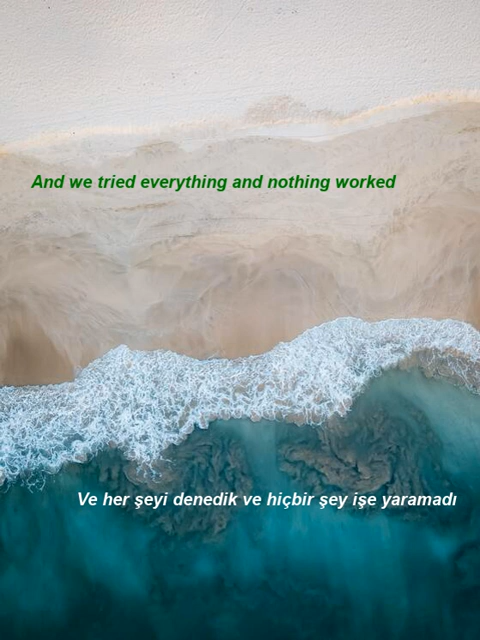 And we tried everything and nothing worked
Ve her şeyi denedik ve hiçbir şey işe yaramadı